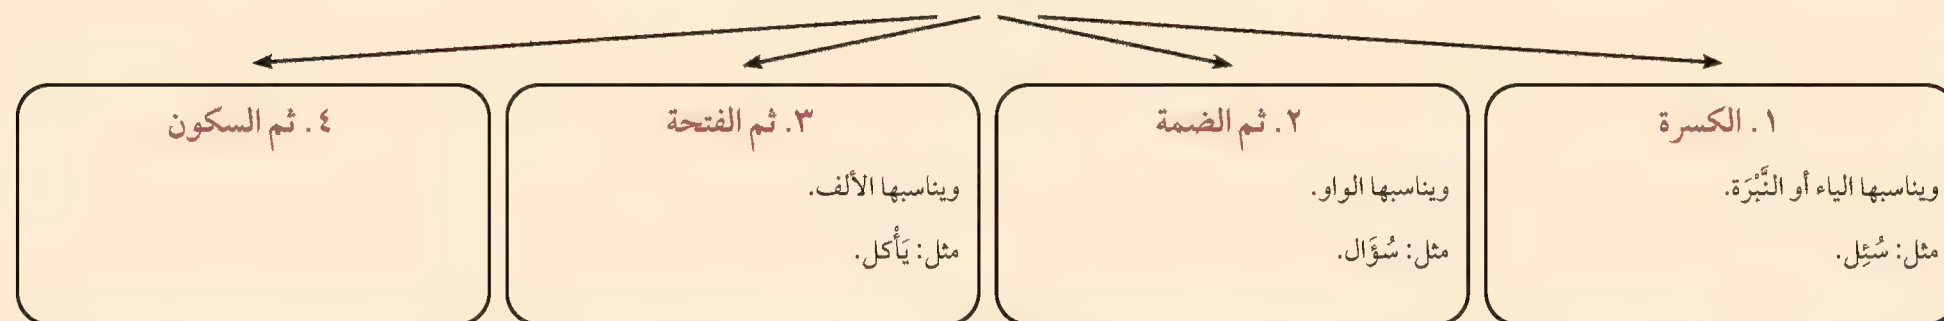 ١. الكسرة
ويناسبها الياء أو النَّبْرَة.
مثل: سُئِل.
٢. ثم الضمة
ويناسبها الواو.
مثل: سُؤَال.
٣. ثم الفتحة
ويناسبها الألف.
مثل: يَأْكل.
٤. ثم السكون